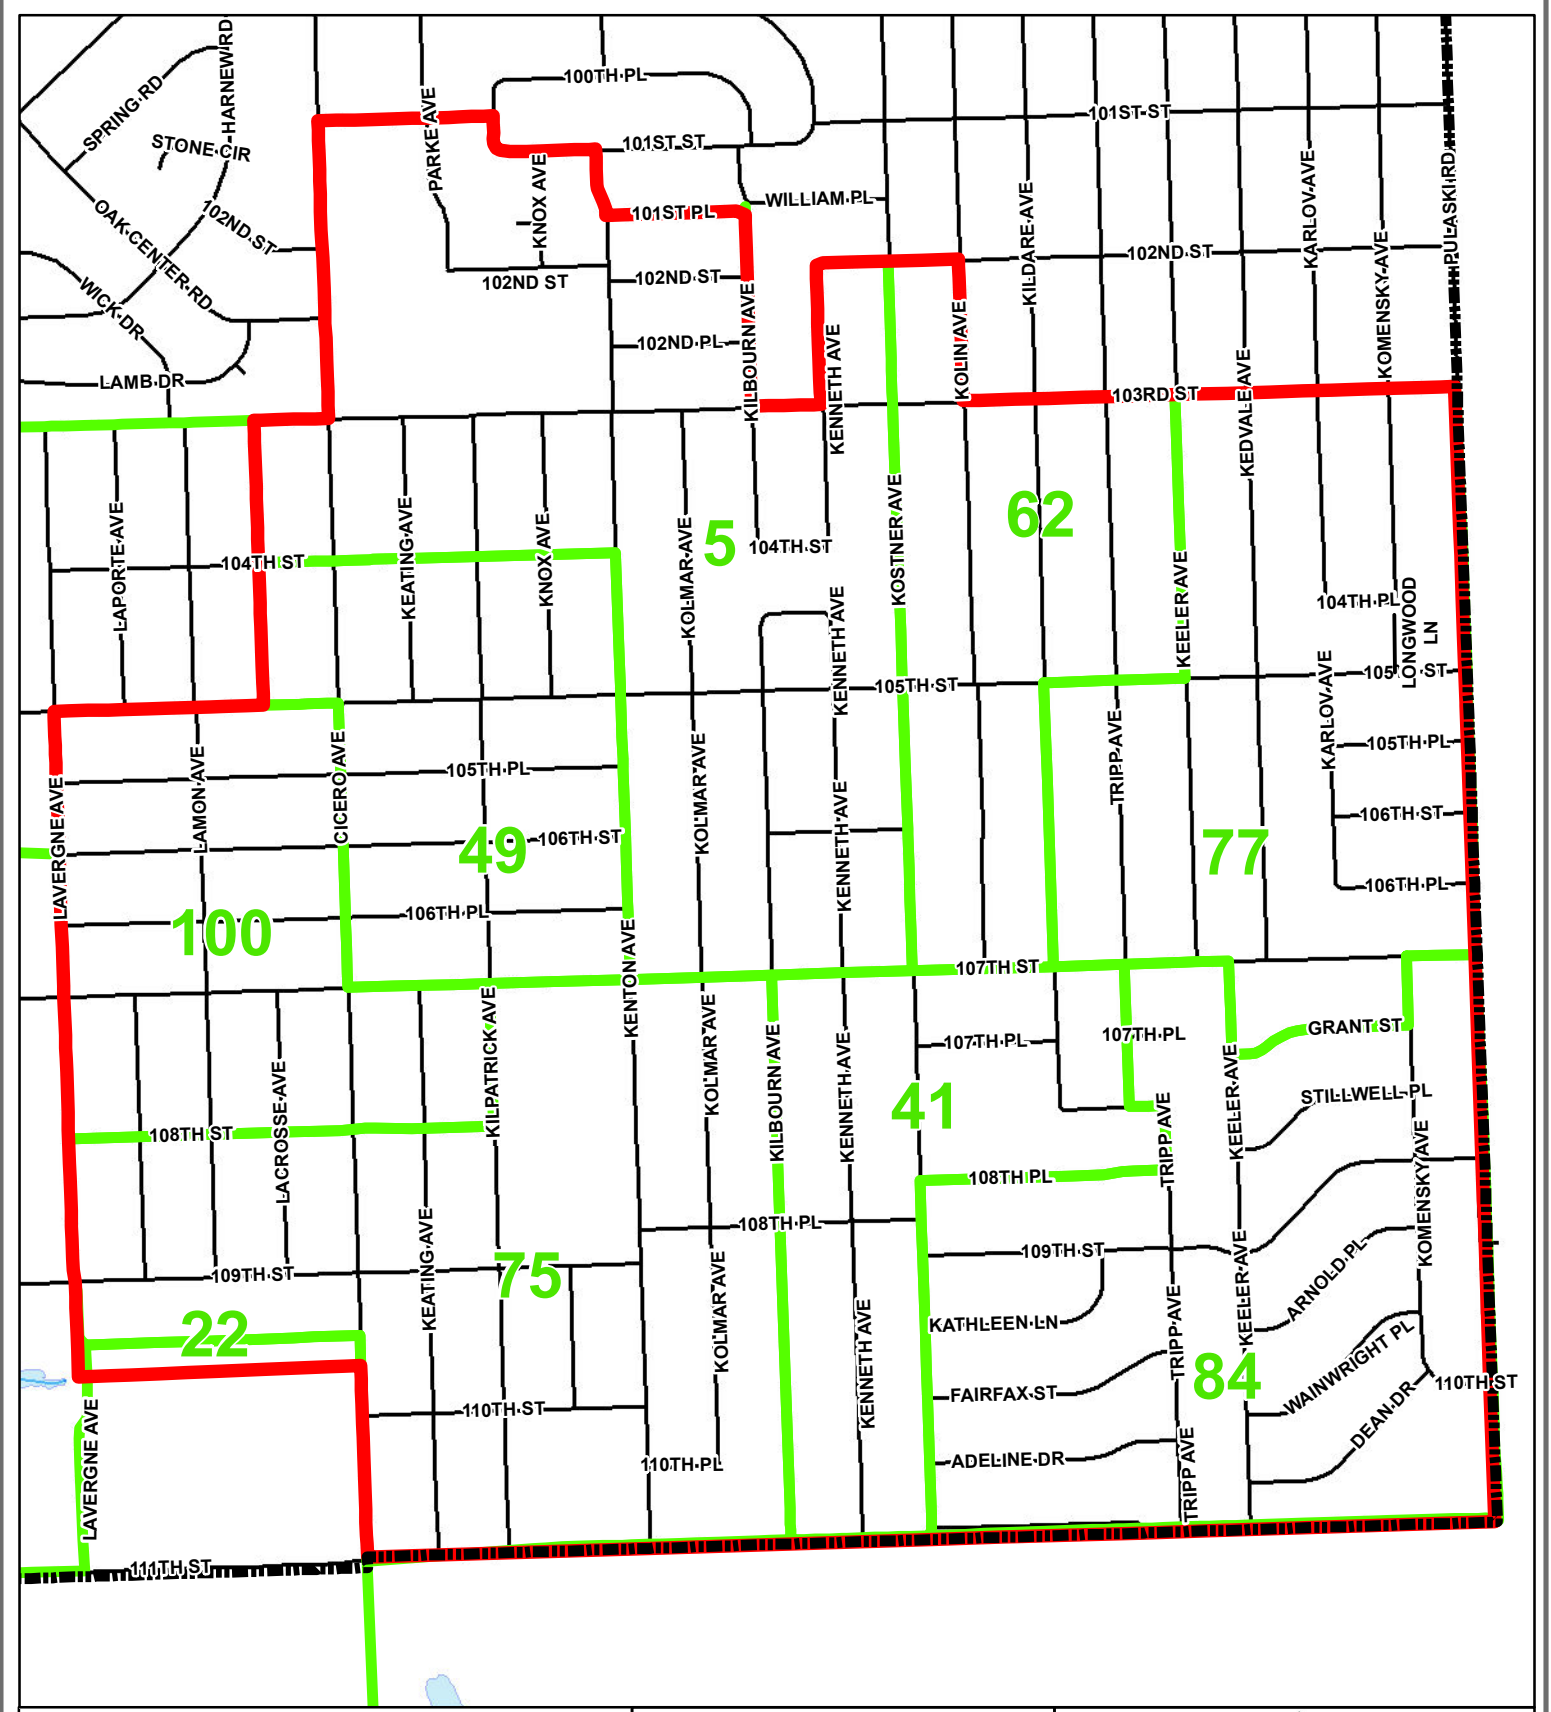 HARNEW RD
SPRING RD
STONE CIR
100TH PL
PARKE AVE
101ST ST
101ST ST
KNOX AVE
PULASKI RD
KARLOV AVE
KILDARE AVE
WILLIAM PL
101ST PL
OAK CENTER RD
102ND ST
KOMENSKY AVE
102ND ST
102ND ST
102ND ST
WICK DR
KILBOURN AVE
KOLIN AVE
KENNETH AVE
102ND PL
LAMB DR
103RD ST
KEDVALE AVE
KOSTNER AVE
62
5
104TH ST
104TH ST
LAPORTE AVE
KEATING AVE
KNOX AVE
KOLMAR AVE
KEELER AVE
104TH PL
LONGWOOD
LN
KENNETH AVE
105TH ST
105TH ST
KARLOV AVE
TRIPP AVE
105TH PL
105TH PL
LAVERGNE AVE
LAMON AVE
CICERO AVE
KOLMAR AVE
KENNETH AVE
106TH ST
49
106TH ST
77
106TH PL
100
106TH PL
KENTON AVE
107TH ST
KILPATRICK AVE
KOLMAR AVE
KILBOURN AVE
KENNETH AVE
107TH PL
107TH PL
GRANT ST
KEELER AVE
STILLWELL PL
41
LACROSSE AVE
108TH ST
TRIPP AVE
KOMENSKY AVE
108TH PL
108TH PL
109TH ST
109TH ST
75
KEATING AVE
KOLMAR AVE
KEELER AVE
ARNOLD PL
22
KATHLEEN LN
KENNETH AVE
TRIPP AVE
84
WAINWRIGHT PL
110TH ST
FAIRFAX ST
110TH ST
DEAN DR
LAVERGNE AVE
110TH PL
ADELINE DR
TRIPP AVE
111TH ST